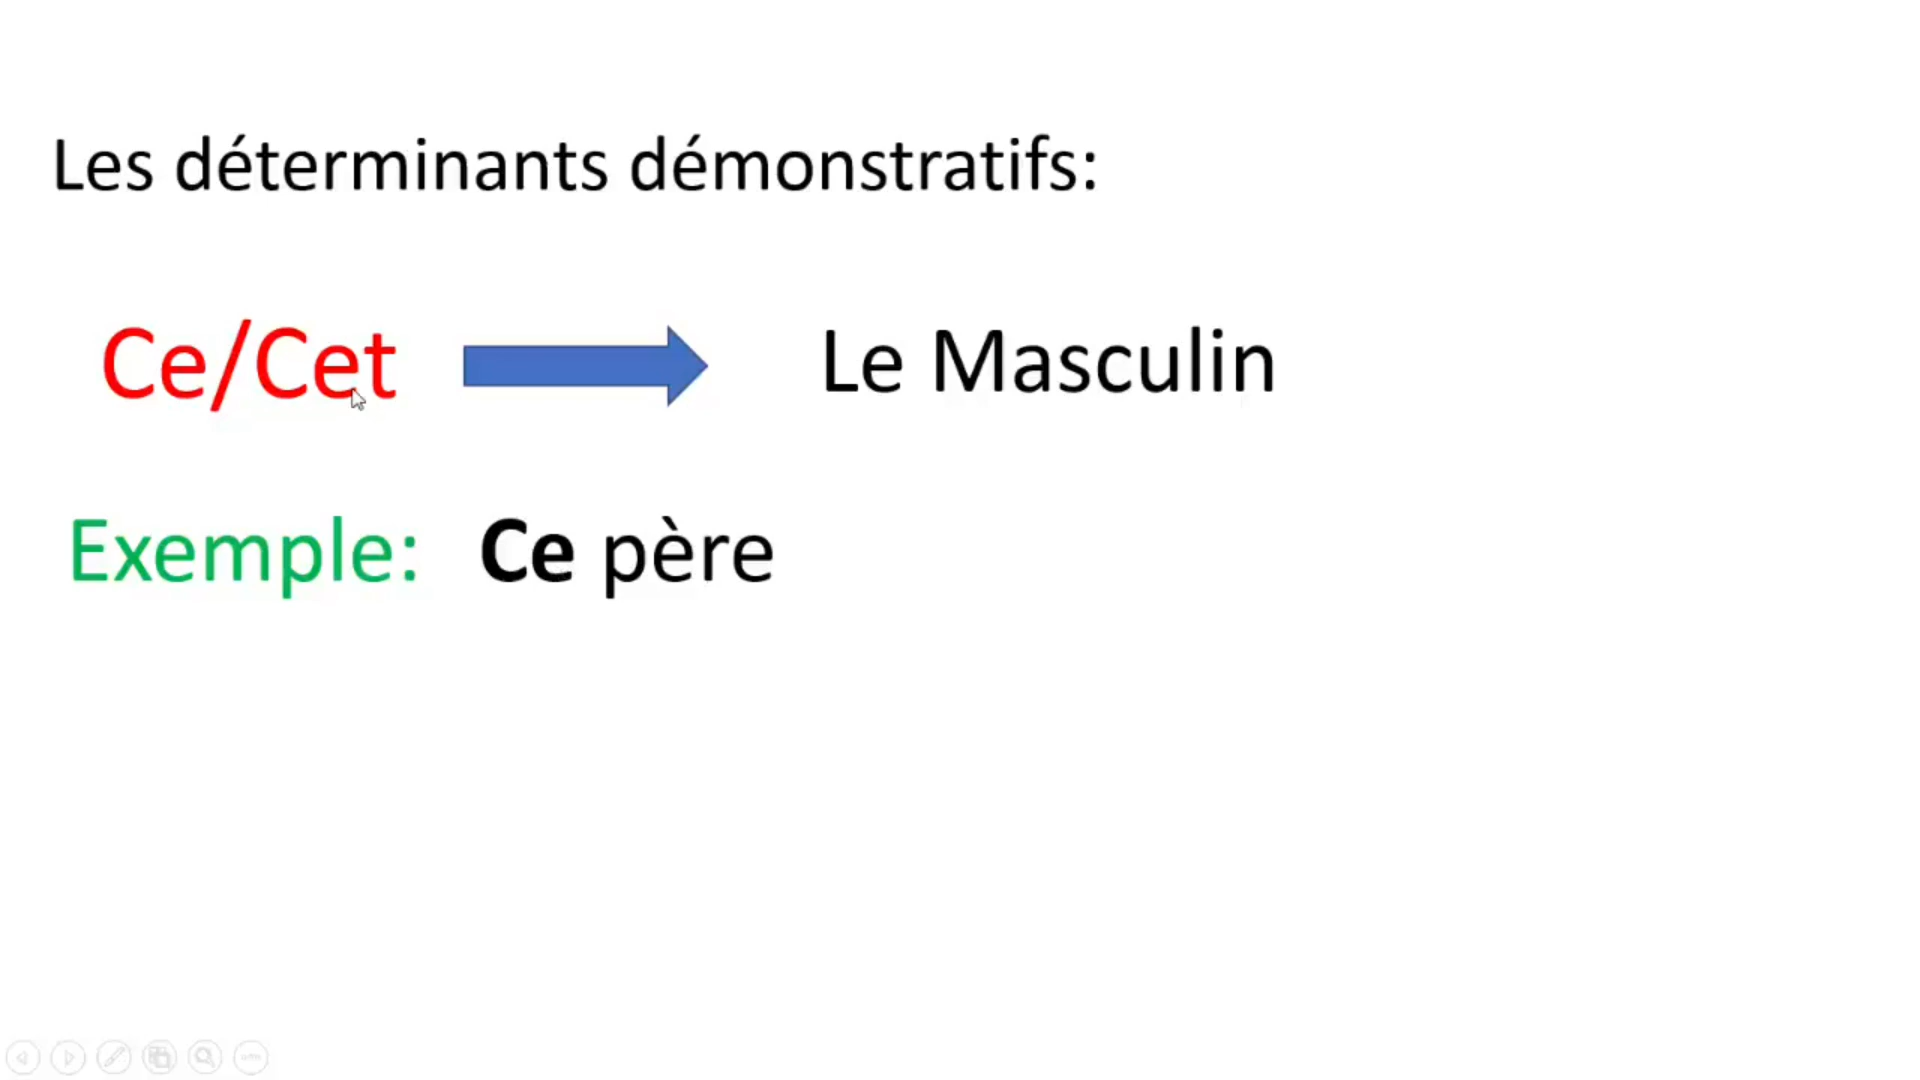 Les déterminants démonstratifs:
Ce/Cet Le Masculin
Exemple: Ce père